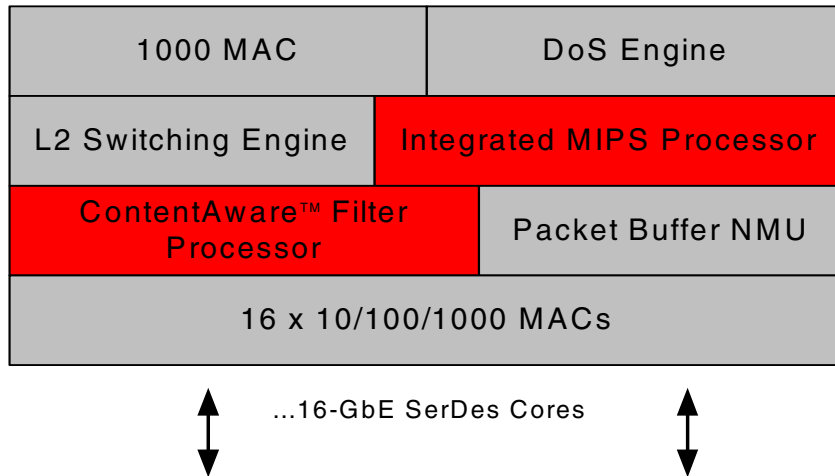 1000 MAC
DoS Engine
L2 Switching Engine
Integrated MIPS Processor
ContentAware™ Filter
Processor
Packet Buffer NMU
16 x 10/100/1000 MACs
...16-GbE SerDes Cores